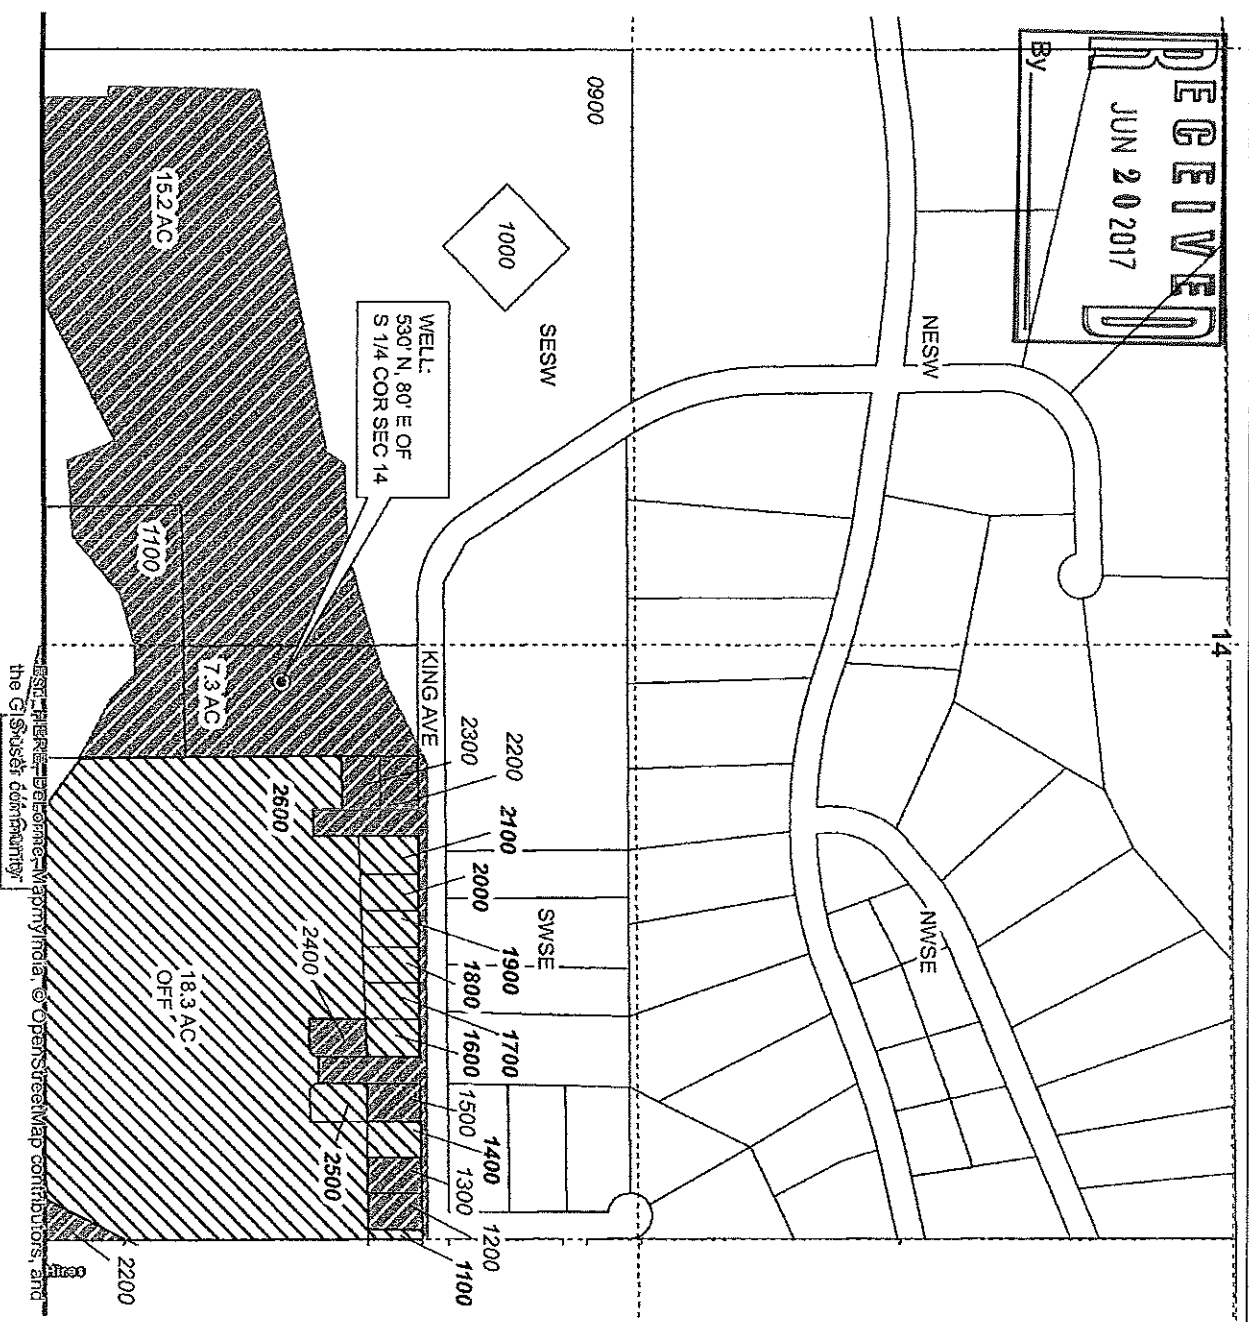 RECEIVED
JUN 20 2017
By
14
NESW
NWSE
0900
1000
SESW
SWSE
WELL:
530' N, 80' E OF
S 1/4 COR SEC 14
KING AVE
15.2 AC
1100
7.3 AC
2300
2200
2100
2000
1900
1800
1700
1600
1500
1400
1300
1200
1100
2600
2400
2500
18.3 AC
OFF
2200
Esri, HERE, DeLorme, MapmyIndia, © OpenStreetMap contributors, and
the GIS user community